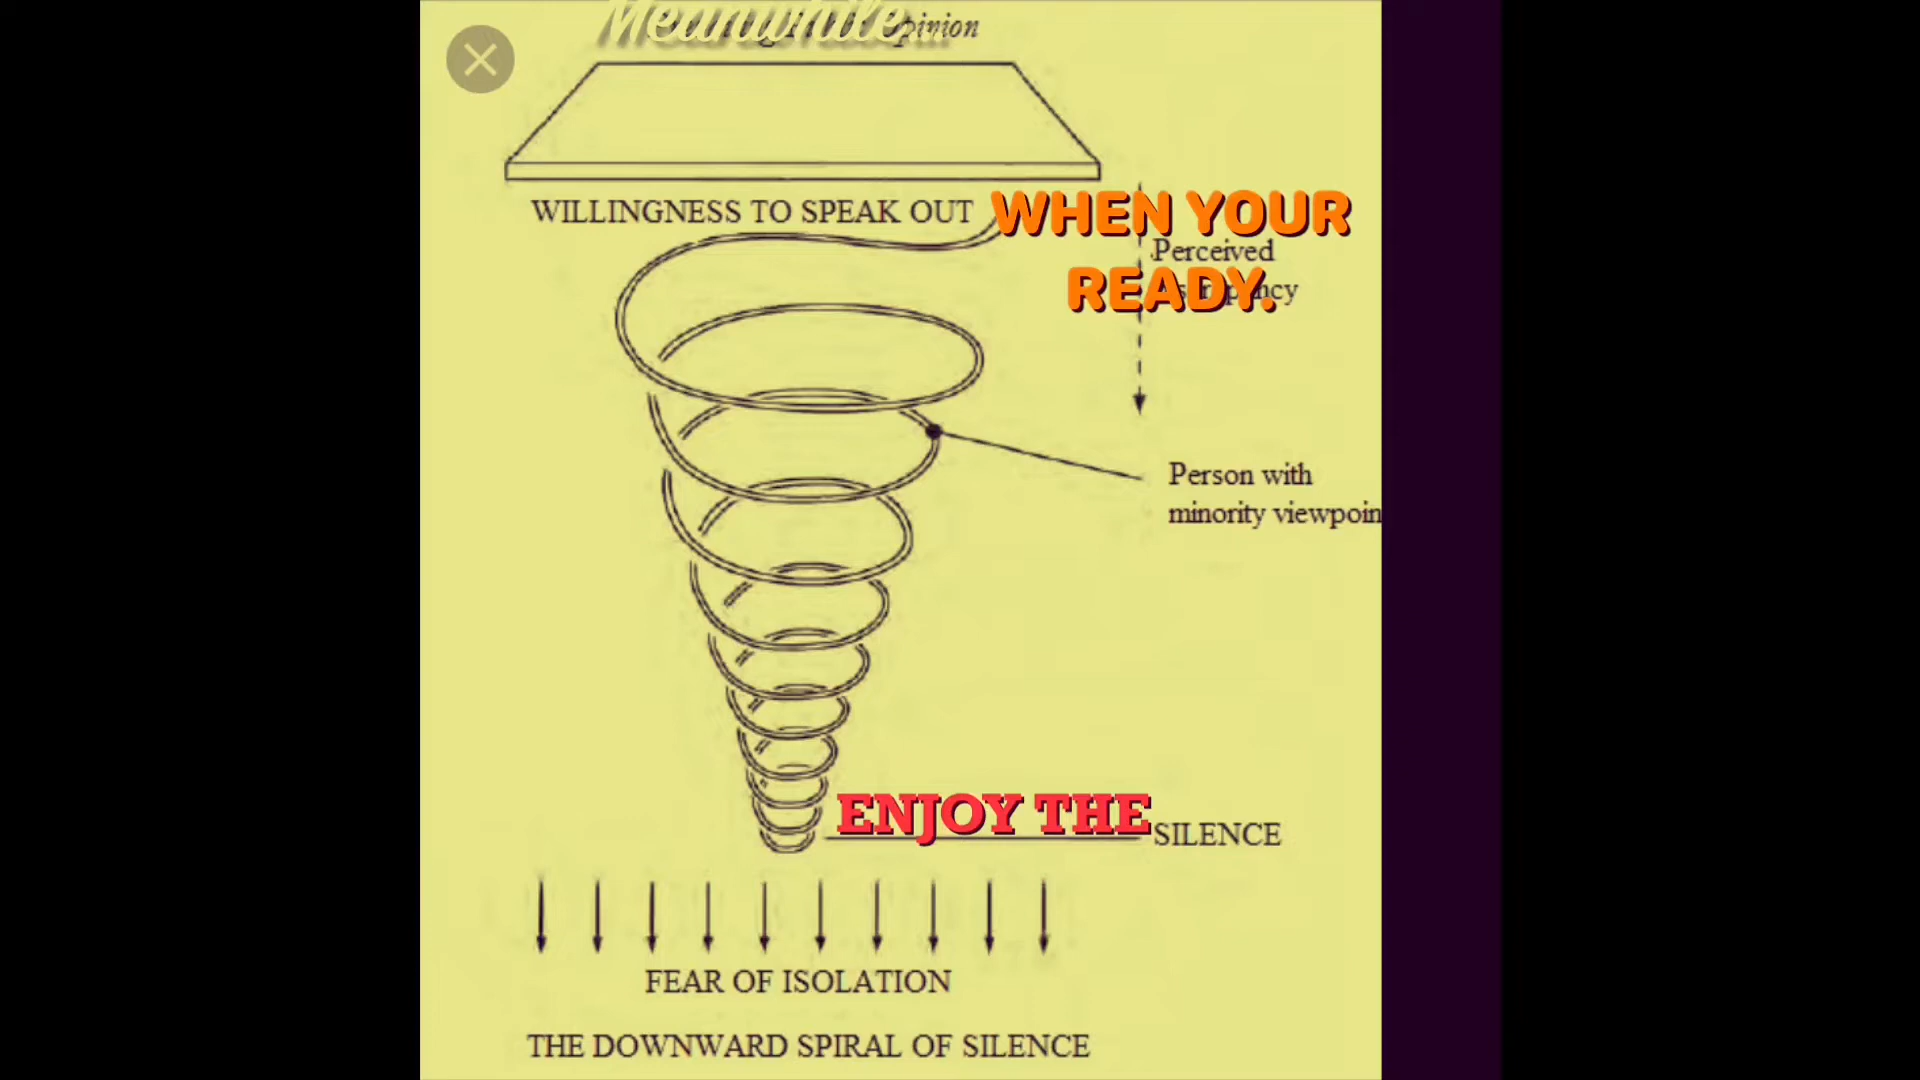 Meanwhile...
Opinion
WILLINGNESS TO SPEAK OUT
WHEN YOUR
READY.
Perceived
Person with
minority viewpoin
ENJOY THE
SILENCE
FEAR OF ISOLATION
THE DOWNWARD SPIRAL OF SILENCE